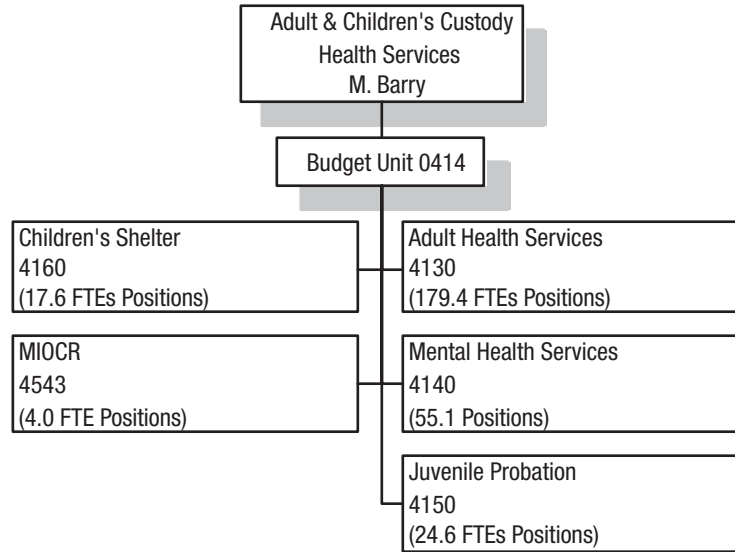 Adult & Children's Custody
Health Services
M. Barry
Budget Unit 0414
Children's Shelter
4160
(17.6 FTEs Positions)
Adult Health Services
4130
(179.4 FTEs Positions)
MIOCR
4543
(4.0 FTE Positions)
Mental Health Services
4140
(55.1 Positions)
Juvenile Probation
4150
(24.6 FTEs Positions)